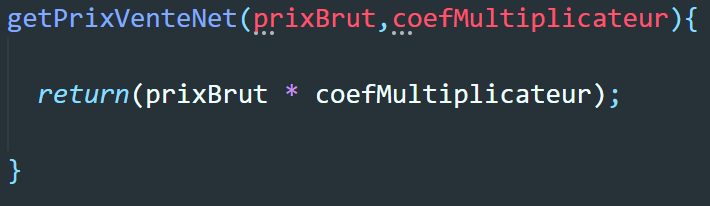 getPrixVenteNet(prixBrut,coefMultiplicateur){
return(prixBrut * coefMultiplicateur);
}